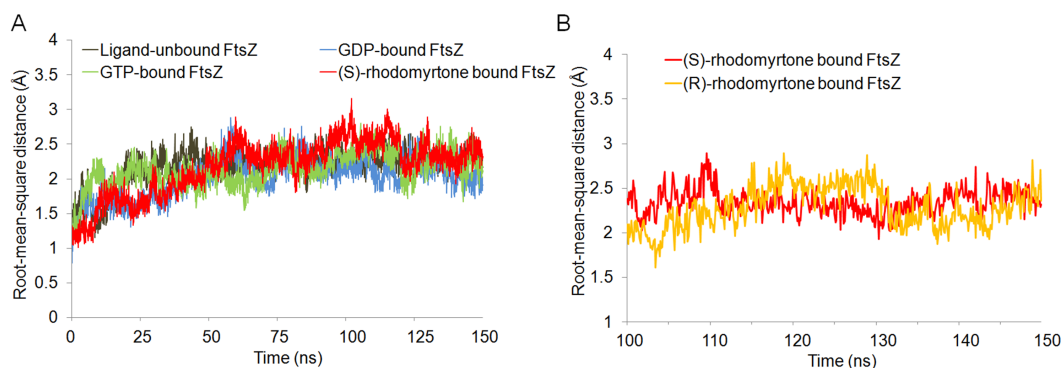 A
Root-mean-square distance (Å)
4
3.5
3
2.5
2
1.5
1
0.5
0
Ligand-unbound FtsZ
GDP-bound FtsZ
GTP-bound FtsZ
(S)-rhodomyrtone bound FtsZ
0
25
50
75
100
125
150
Time (ns)
B
Root-mean-square distance (Å)
4
3.5
3
2.5
2
1.5
1
(S)-rhodomyrtone bound FtsZ
(R)-rhodomyrtone bound FtsZ
100
110
120
130
140
150
Time (ns)